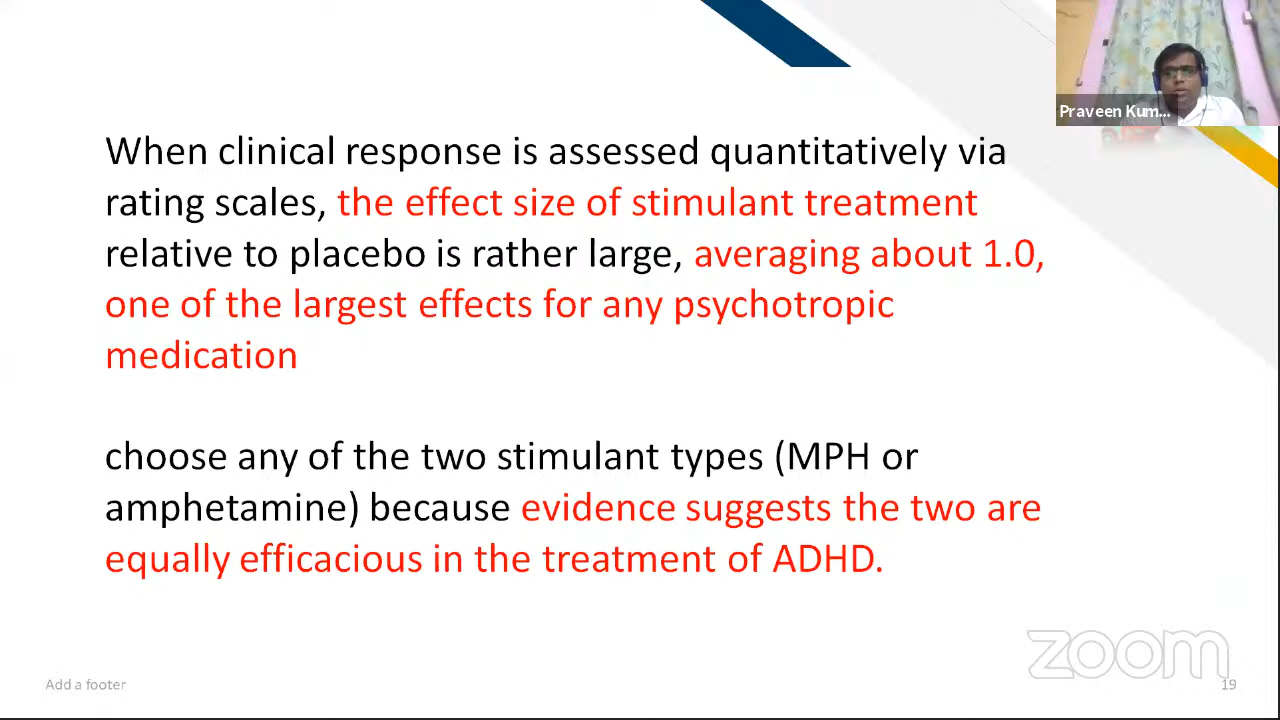 Praveen Kum...
When clinical response is assessed quantitatively via
rating scales, the effect size of stimulant treatment
relative to placebo is rather large, averaging about 1.0,
one of the largest effects for any psychotropic
medication
choose any of the two stimulant types (MPH or
amphetamine) because evidence suggests the two are
equally efficacious in the treatment of ADHD.
zoom
Add a footer
19